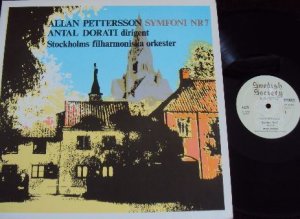 ALLAN PETTERSSON SYMFONI NR 7
ANTAL DORATI dirigent
Stockholms filharmoniska orkester
Swedish
Society